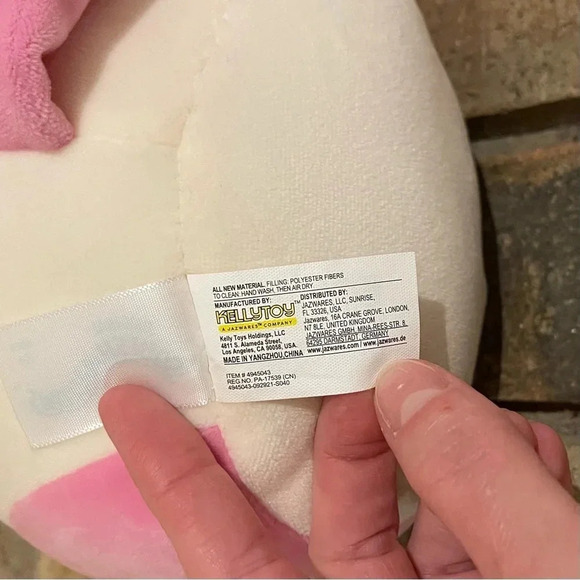 ALL NEW MATERIAL. FILLING: POLYESTER FIBERS
TO CLEAN: HAND WASH, THEN AIR DRY.
MANUFACTURED BY:
KELLYTOY™
A JAZWARES™ COMPANY
Kelly Toys Holdings, LLC
4811 S. Alameda Street,
Los Angeles, CA 90058, USA.
MADE IN YANGZHOU,CHINA
DISTRIBUTED BY:
JAZWARES, LLC, SUNRISE,
FL 33326, USA
Jazwares, 16A CRANE GROVE, LONDON,
N7 8LE, UNITED KINGDOM
JAZWARES GMBH, MINA-REES-STR. 8,
64295 DARMSTADT, GERMANY
www.jazwares.com / www.jazwares.de
ITEM # 4945043
REG.NO. PA-17539 (CN)
4945043-092921-S040